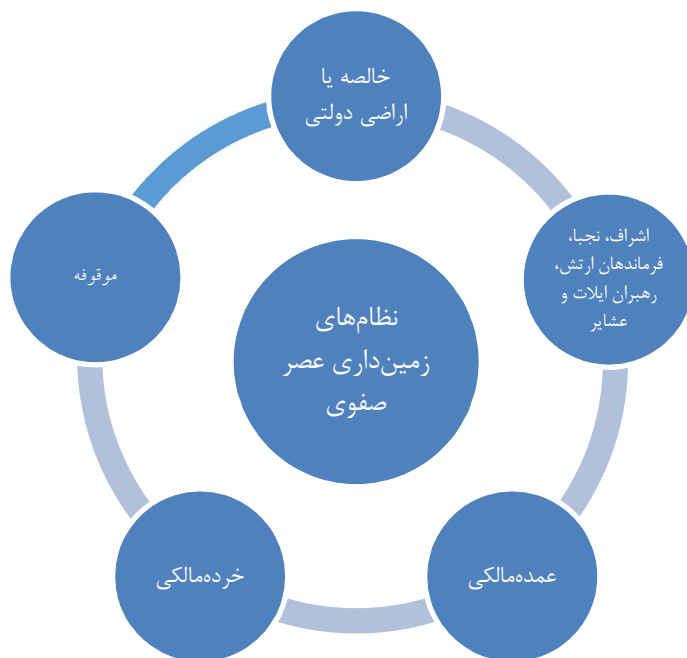 خالصه یا
اراضی دولتی
اشراف، نجبا،
فرماندهان ارتش،
رهبران ایلات و
عشایر
عمده‌مالکی
خرده‌مالکی
موقوفه
نظام‌های
زمین‌داری عصر
صفوی